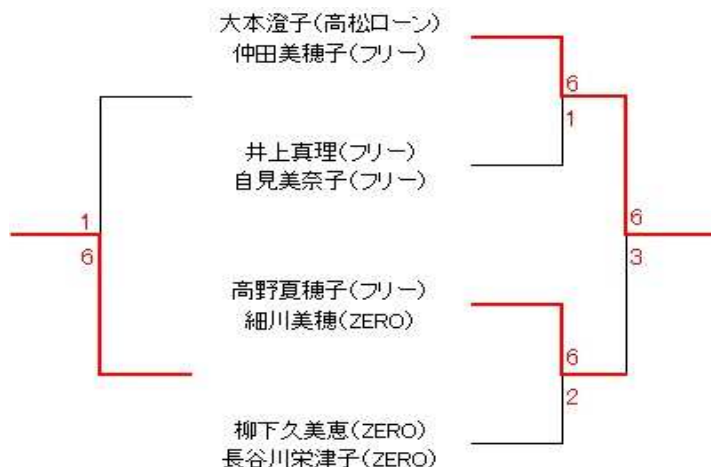 大本澄子(高松ローン)
仲田美穂子(フリー)
6
1
井上真理(フリー)
自見美奈子(フリー)
1
6
6
3
高野夏穂子(フリー)
細川美穂(ZERO)
6
2
柳下久美恵(ZERO)
長谷川栄津子(ZERO)